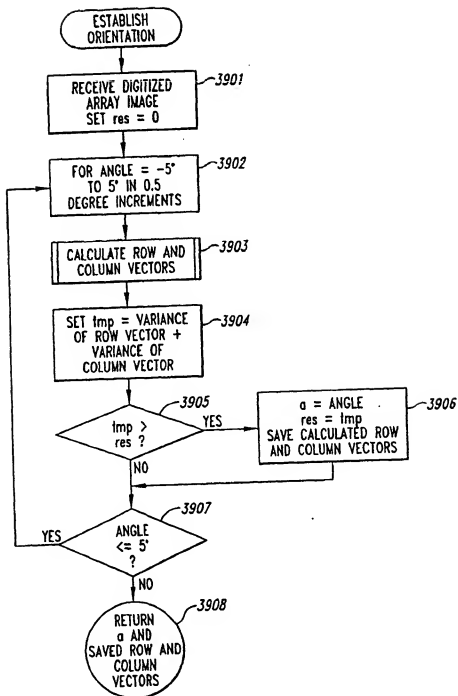 ESTABLISH
ORIENTATION
3901
RECEIVE DIGITIZED
ARRAY IMAGE
SET res = 0
3902
FOR ANGLE = -5°
TO 5° IN 0.5
DEGREE INCREMENTS
3903
CALCULATE ROW AND
COLUMN VECTORS
3904
SET tmp = VARIANCE
OF ROW VECTOR +
VARIANCE OF
COLUMN VECTOR
3905
tmp >
res ?
YES
NO
3906
a = ANGLE
res = tmp
SAVE CALCULATED ROW
AND COLUMN VECTORS
3907
ANGLE
<= 5°
?
YES
NO
3908
RETURN
a AND
SAVED ROW AND
COLUMN
VECTORS